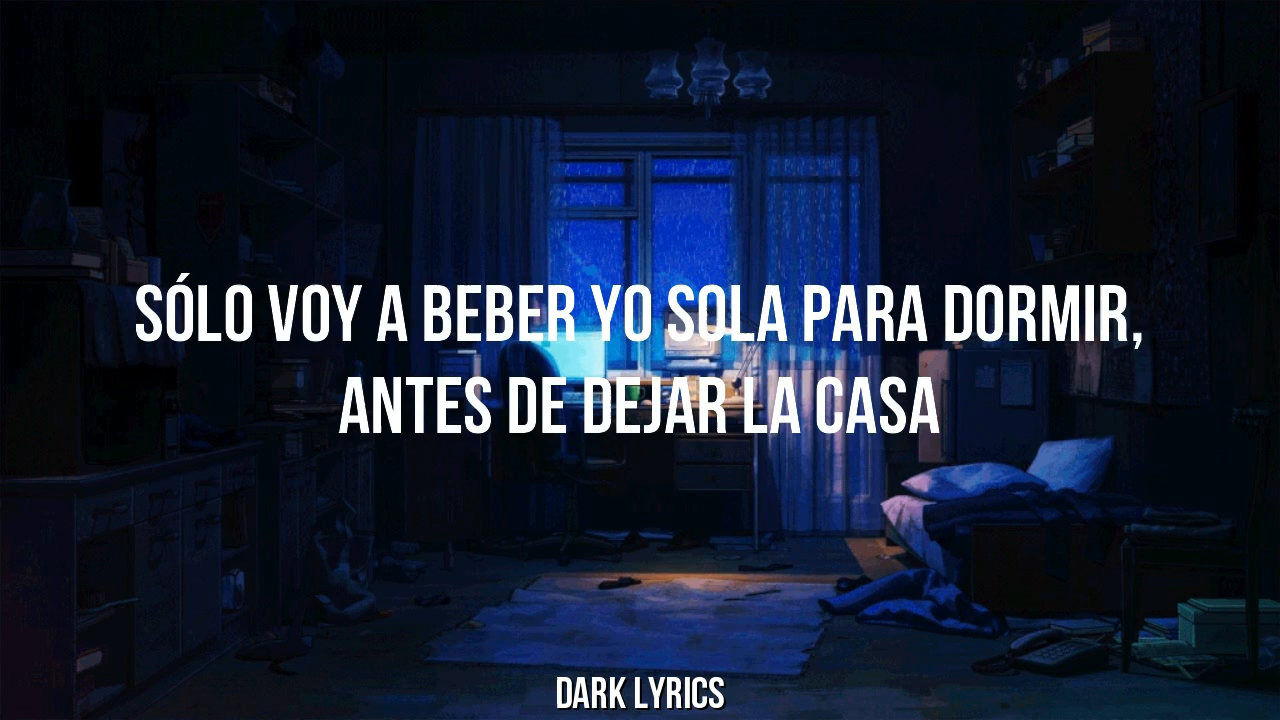 SÓLO VOY A BEBER YO SOLA PARA DORMIR,
ANTES DE DEJAR LA CASA
DARK LYRICS